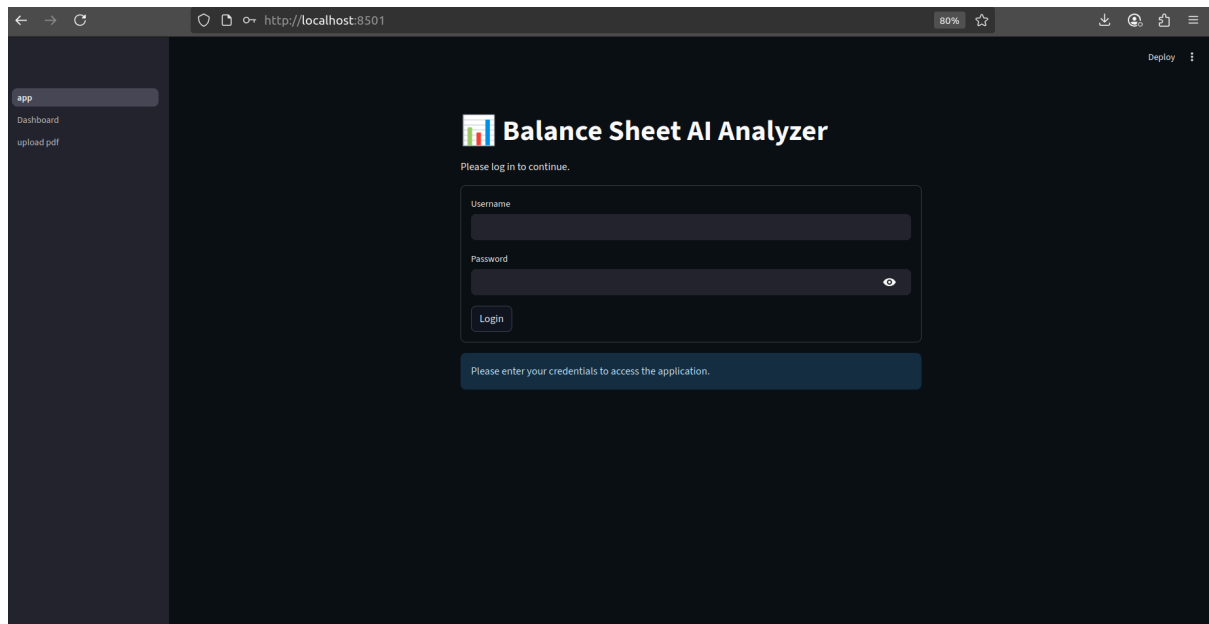 http://localhost:8501
80%
Deploy
app
Dashboard
upload pdf
Balance Sheet AI Analyzer
Please log in to continue.
Username
Password
Login
Please enter your credentials to access the application.